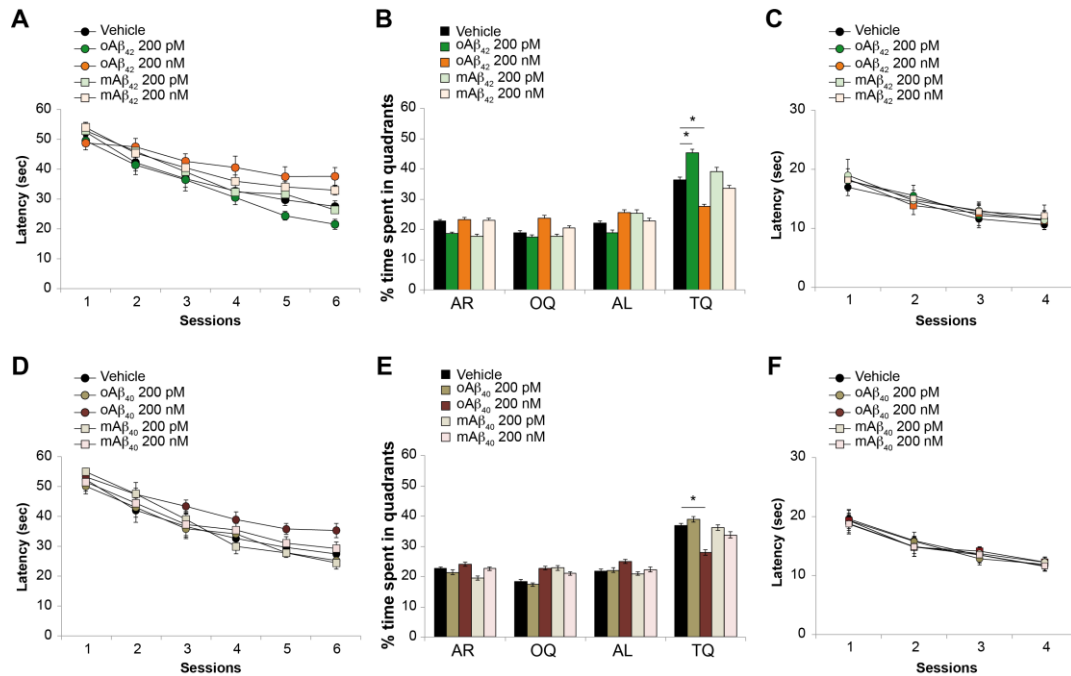 A
Vehicle
oAβ42 200 pM
oAβ42 200 nM
mAβ42 200 pM
mAβ42 200 nM
Latency (sec)
60
50
40
30
20
10
0
1 2 3 4 5 6
Sessions
B
Vehicle
oAβ42 200 pM
oAβ42 200 nM
mAβ42 200 pM
mAβ42 200 nM
% time spent in quadrants
60
50
40
30
20
10
0
*
*
AR OQ AL TQ
C
Vehicle
oAβ42 200 pM
oAβ42 200 nM
mAβ42 200 pM
mAβ42 200 nM
Latency (sec)
30
20
10
0
1 2 3 4
Sessions
D
Vehicle
oAβ40 200 pM
oAβ40 200 nM
mAβ40 200 pM
mAβ40 200 nM
Latency (sec)
60
50
40
30
20
10
0
1 2 3 4 5 6
Sessions
E
Vehicle
oAβ40 200 pM
oAβ40 200 nM
mAβ40 200 pM
mAβ40 200 nM
% time spent in quadrants
60
50
40
30
20
10
0
*
AR OQ AL TQ
F
Vehicle
oAβ40 200 pM
oAβ40 200 nM
mAβ40 200 pM
mAβ40 200 nM
Latency (sec)
30
20
10
0
1 2 3 4
Sessions